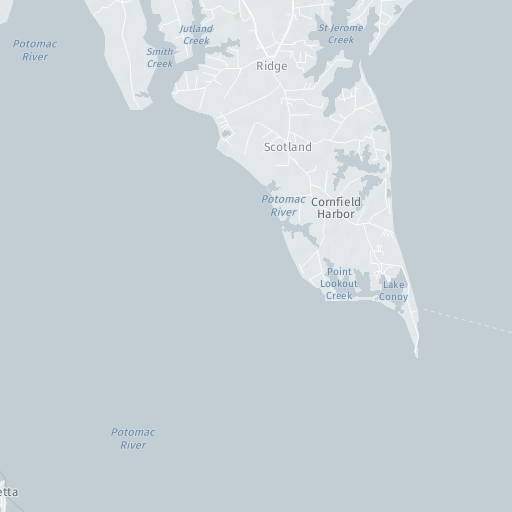 Jutland
Creek
St Jerome
Creek
Potomac
River
Smith
Creek
Ridge
Scotland
Potomac
River
Cornfield
Harbor
Point
Lookout
Creek
Lake
Conoy
Potomac
River
etta